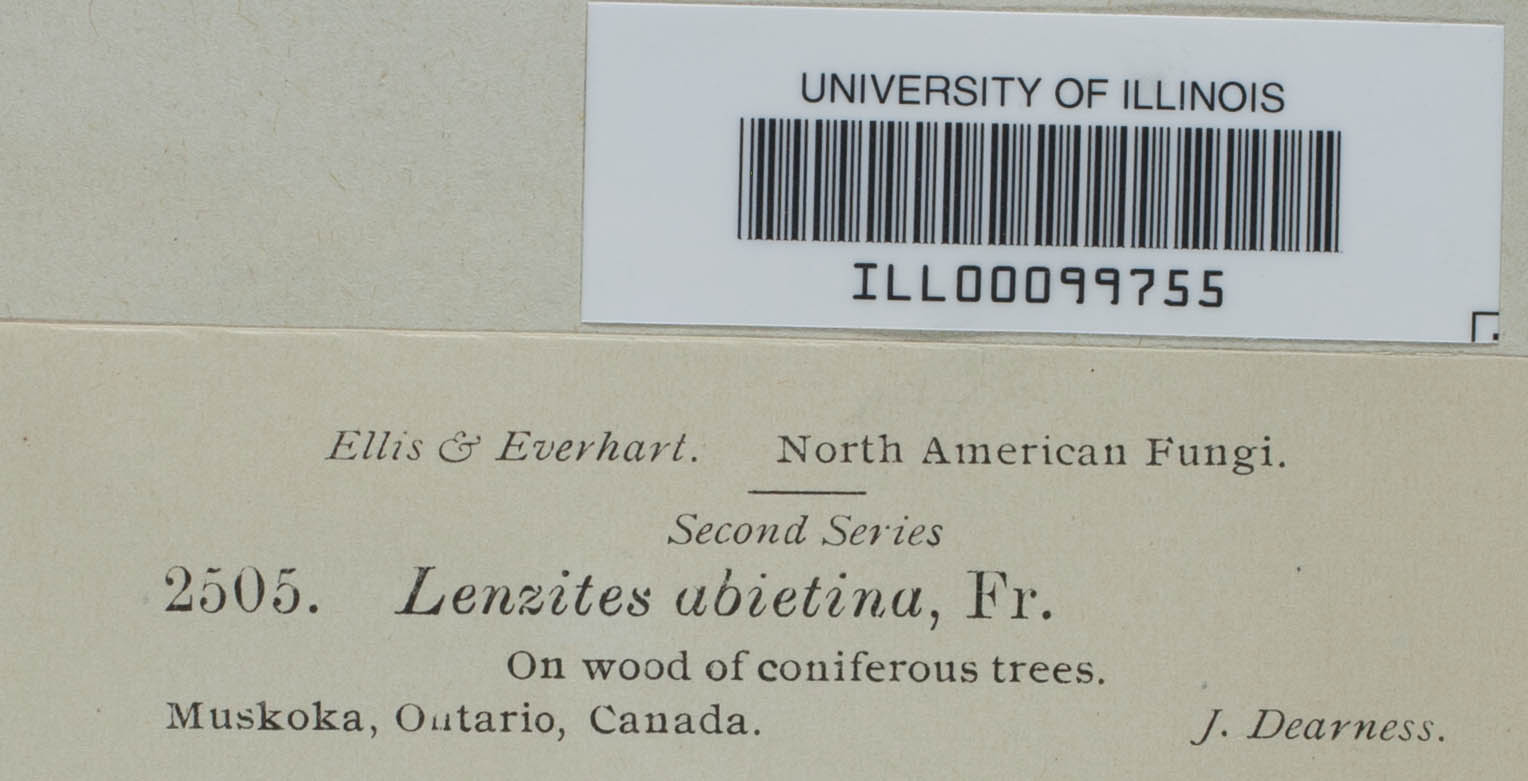 UNIVERSITY OF ILLINOIS
ILL00099755
Ellis & Everhart. North American Fungi.
Second Series
2505. Lenzites abietina, Fr.
On wood of coniferous trees.
Muskoka, Ontario, Canada.
J. Dearness.